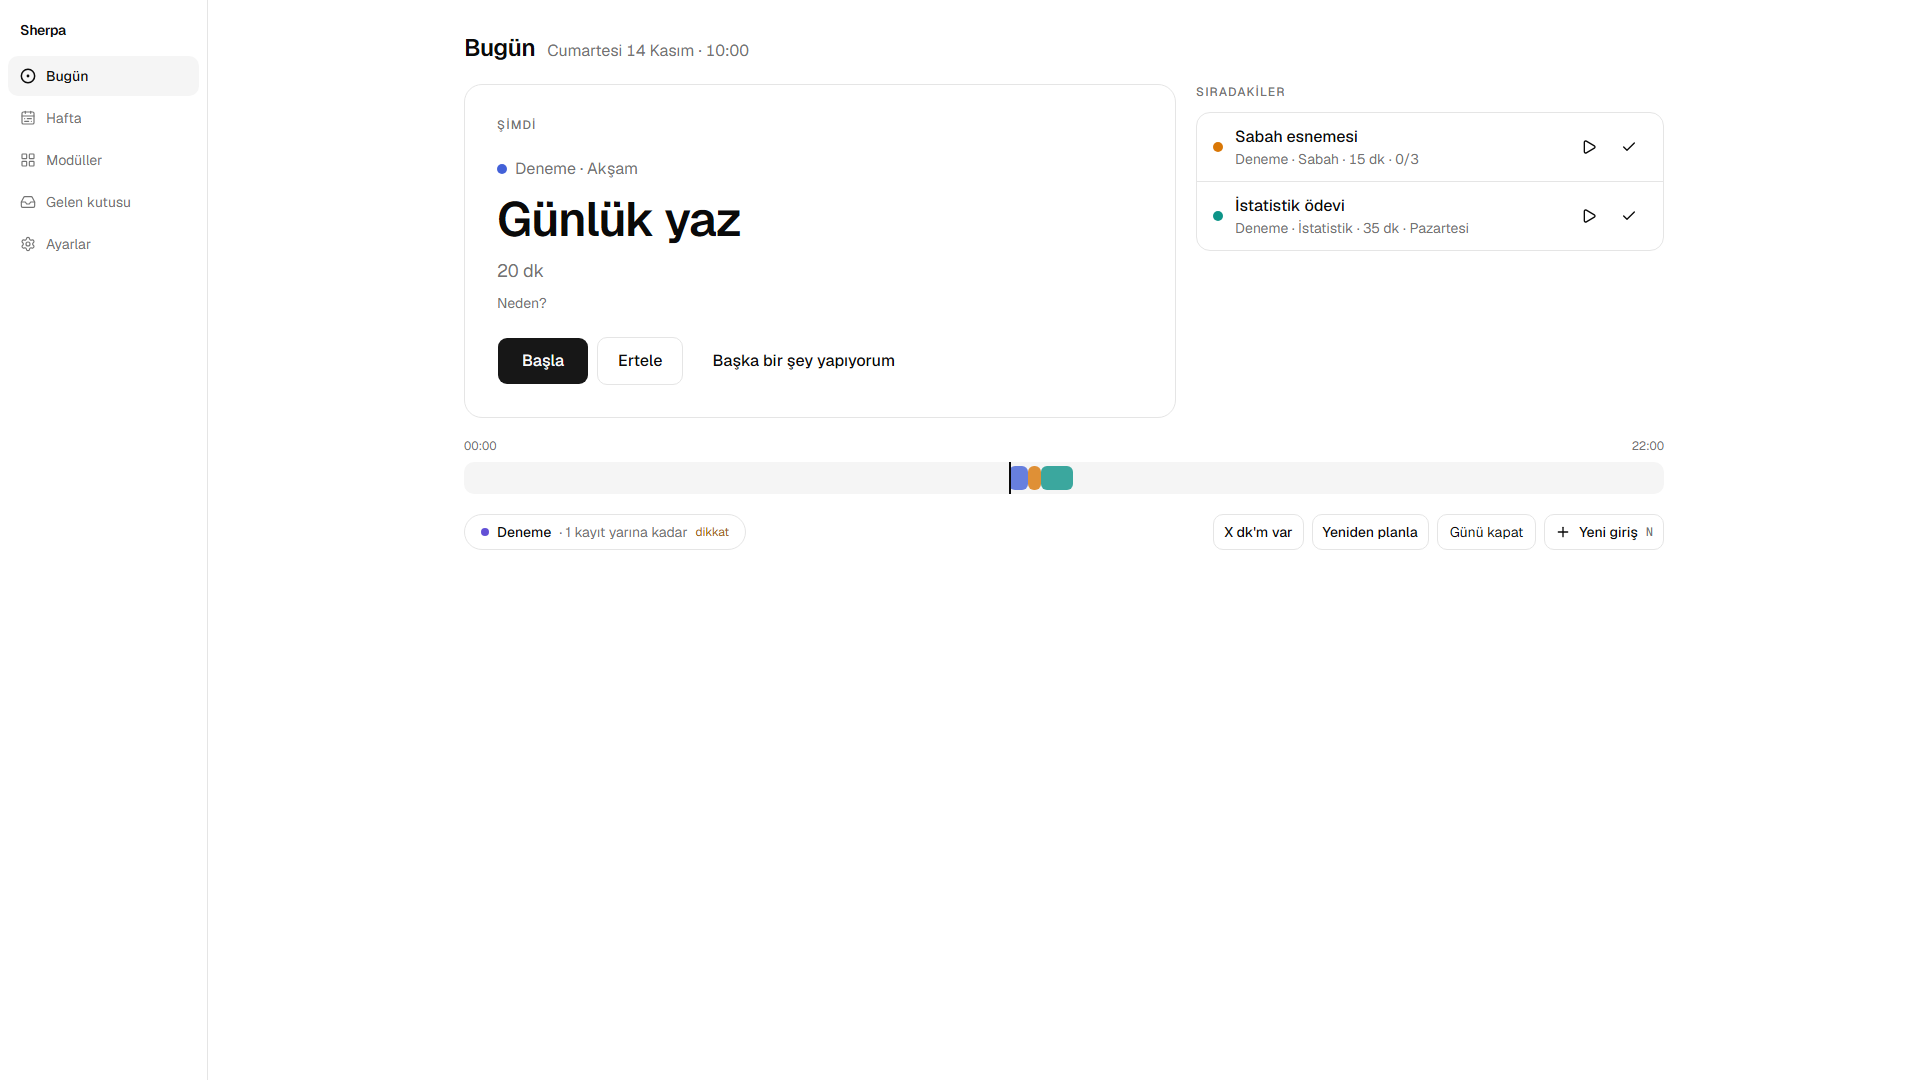 Sherpa
Bugün
Hafta
Modüller
Gelen kutusu
Ayarlar
Bugün Cumartesi 14 Kasım · 10:00
ŞİMDİ
Deneme · Akşam
Günlük yaz
20 dk
Neden?
Başla Ertele Başka bir şey yapıyorum
SIRADAKİLER
Sabah esnemesi
Deneme · Sabah · 15 dk · 0/3
İstatistik ödevi
Deneme · İstatistik · 35 dk · Pazartesi
00:00 22:00
Deneme · 1 kayıt yarına kadar dikkat
X dk'm var Yeniden planla Günü kapat Yeni giriş N